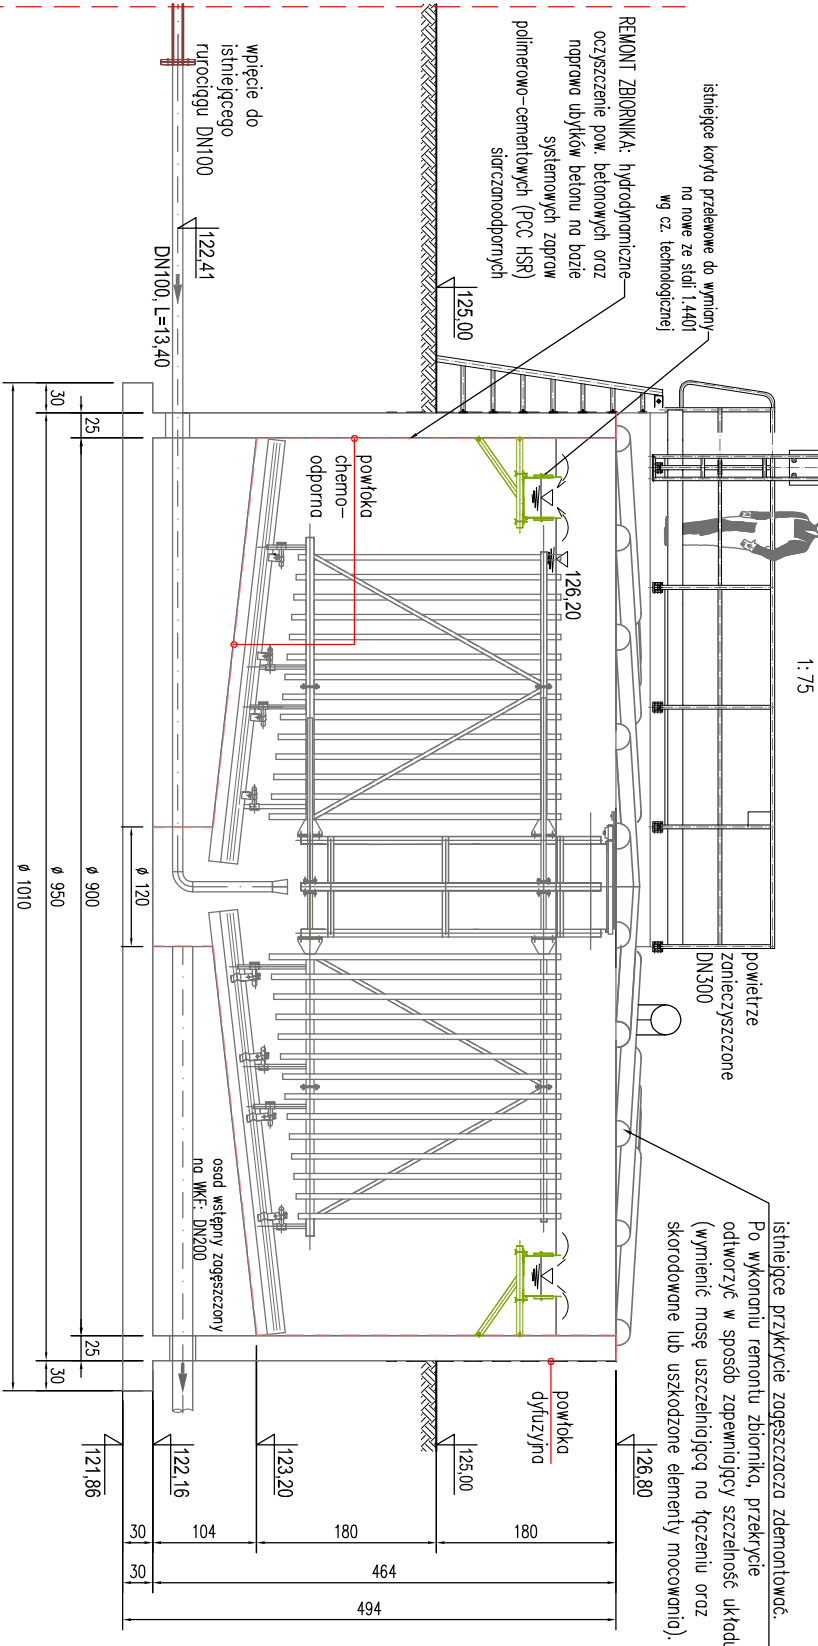 1:75
istniejące koryta przelewowe do wymiany
na nowe ze stali 1.4401
wg cz. technologicznej
REMONT ZBIORNIKA: hydrodynamiczne
oczyszczenie pow. betonowych oraz
naprawa ubytków betonu na bazie
systemowych zapraw
polimerowo-cementowych (PCC HSR)
siarczanoodpornych
wpięcie do
istniejącego
rurociągu DN100
122,41
DN100, L=13,40
125,00
126,20
powłoka
chemo-
odporna
powietrze
zanieczyszczone
DN300
istniejące przykrycie zagęszczacza zdemontować.
Po wykonaniu remontu zbiornika, przekrycie
odtworzyć w sposób zapewniający szczelność układu
(wymienić masę uszczelniającą na łączeniu oraz
skorodowane lub uszkodzone elementy mocowania).
osad wstępny zagęszczony
na WKF: DN200
powłoka
dyfuzyjna
126,80
125,00
123,20
122,16
121,86
30
25
ø 120
ø 900
ø 950
ø 1010
25
30
30
104
180
180
30
464
494